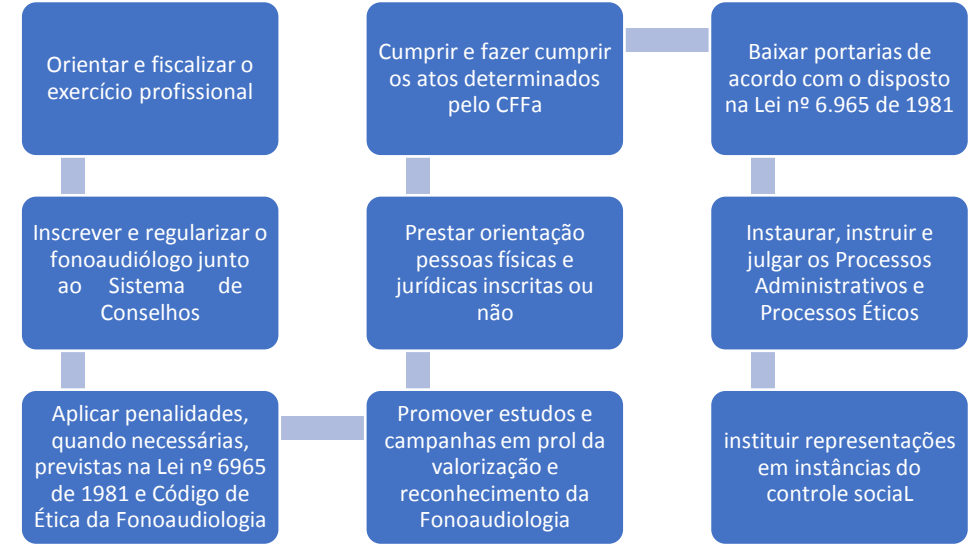 Orientar e fiscalizar o
exercício profissional
Inscrever e regularizar o
fonoaudiólogo junto
ao Sistema de
Conselhos
Aplicar penalidades,
quando necessárias,
previstas na Lei nº 6965
de 1981 e Código de
Ética da Fonoaudiologia
Promover estudos e
campanhas em prol da
valorização e
reconhecimento da
Fonoaudiologia
Prestar orientação
pessoas físicas e
jurídicas inscritas ou
não
Cumprir e fazer cumprir
os atos determinados
pelo CFFa
Baixar portarias de
acordo com o disposto
na Lei nº 6.965 de 1981
Instaurar, instruir e
julgar os Processos
Administrativos e
Processos Éticos
instituir representações
em instâncias do
controle sociaL